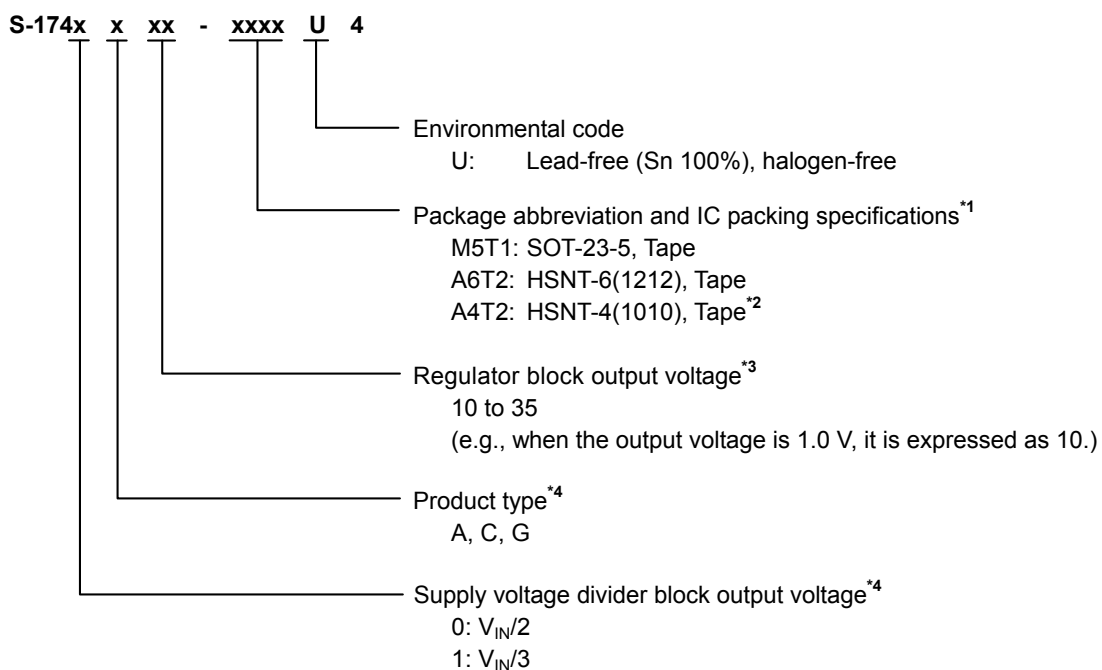 S-174x x xx - xxxx U 4
Environmental code
U: Lead-free (Sn 100%), halogen-free
Package abbreviation and IC packing specifications*1
M5T1: SOT-23-5, Tape
A6T2: HSNT-6(1212), Tape
A4T2: HSNT-4(1010), Tape*2
Regulator block output voltage*3
10 to 35
(e.g., when the output voltage is 1.0 V, it is expressed as 10.)
Product type*4
A, C, G
Supply voltage divider block output voltage*4
0: VIN/2
1: VIN/3